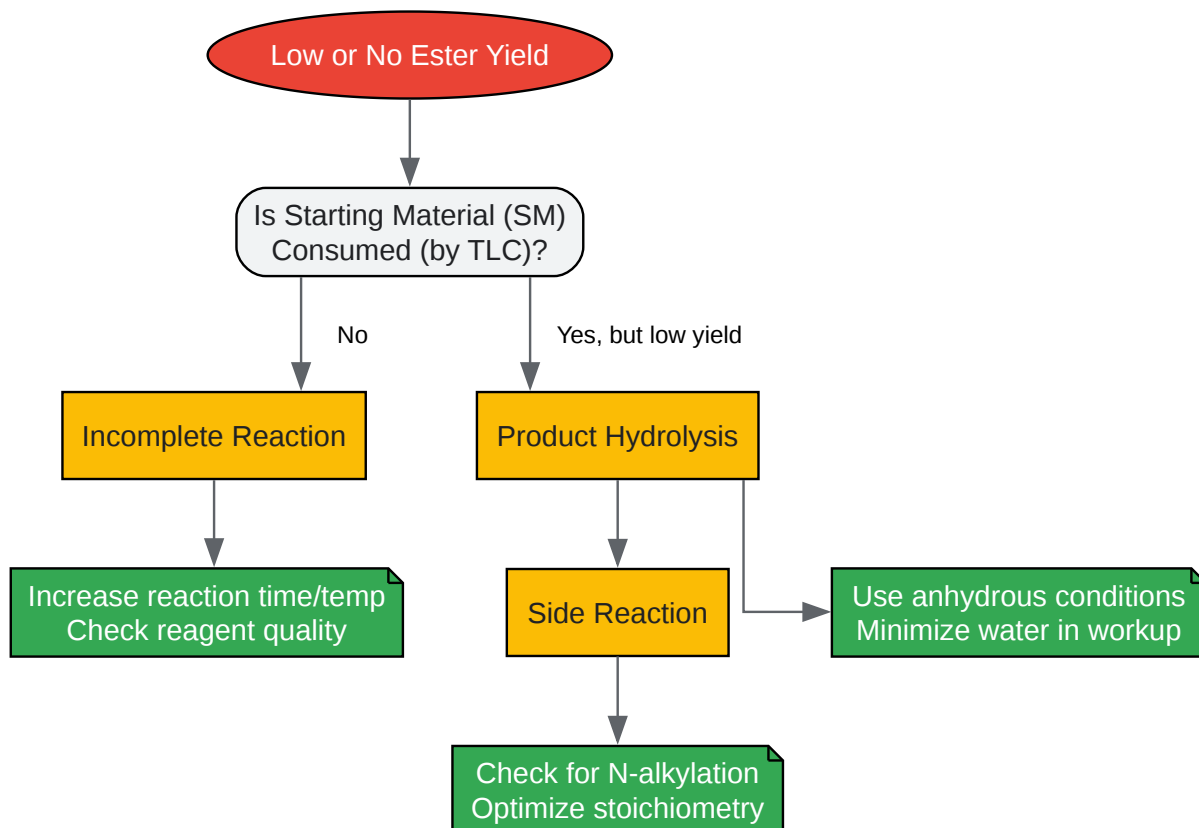 Low or No Ester Yield
Is Starting Material (SM)
Consumed (by TLC)?
No
Yes, but low yield
Incomplete Reaction
Product Hydrolysis
Increase reaction time/temp
Check reagent quality
Side Reaction
Use anhydrous conditions
Minimize water in workup
Check for N-alkylation
Optimize stoichiometry